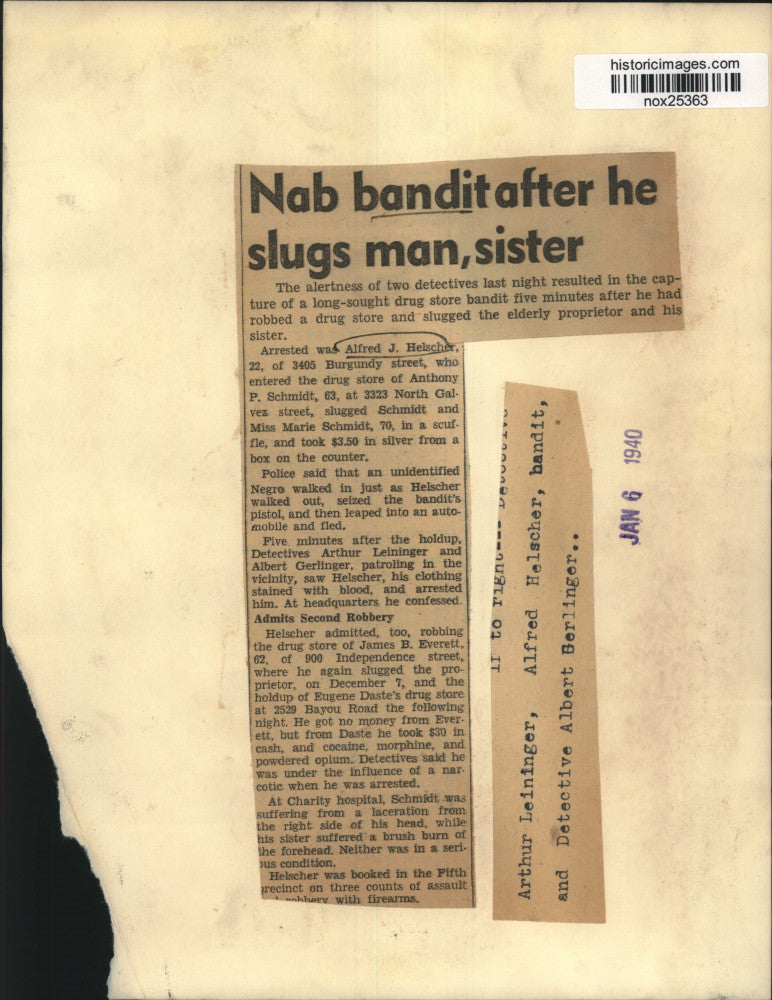 historicimages.com
nox25363
Nab bandit after he
slugs man, sister
The alertness of two detectives last night resulted in the cap-
ture of a long-sought drug store bandit five minutes after he had
robbed a drug store and slugged the elderly proprietor and his
sister.
Arrested was Alfred J. Helscher,
22, of 3405 Burgundy street, who
entered the drug store of Anthony
P. Schmidt, 63, at 3323 North Gal-
vez street, slugged Schmidt and
Miss Marie Schmidt, 70, in a scuf-
fle, and took $3.50 in silver from a
box on the counter.
Police said that an unidentified
Negro walked in just as Helscher
walked out, seized the bandit's
pistol, and then leaped into an auto-
mobile and fled.
Five minutes after the holdup,
Detectives Arthur Leininger and
Albert Gerlinger, patroling in the
vicinity, saw Helscher, his clothing
stained with blood, and arrested
him. At headquarters he confessed.
Admits Second Robbery
Helscher admitted, too, robbing
the drug store of James B. Everett,
62, of 900 Independence street,
where he again slugged the pro-
prietor, on December 7, and the
holdup of Eugene Daste's drug store
at 2529 Bayou Road the following
night. He got no money from Ever-
ett, but from Daste he took $30 in
cash, and cocaine, morphine, and
powdered opium. Detectives said he
was under the influence of a nar-
cotic when he was arrested.
At Charity hospital, Schmidt was
suffering from a laceration from
the right side of his head, while
his sister suffered a brush burn of
the forehead. Neither was in a seri-
ous condition.
Helscher was booked in the Fifth
precinct on three counts of assault
robbery with firearms.
to right--- Detective
Arthur Leininger, Alfred Helscher, bandit,
and Detective Albert Gerlinger..
JAN 6 1940